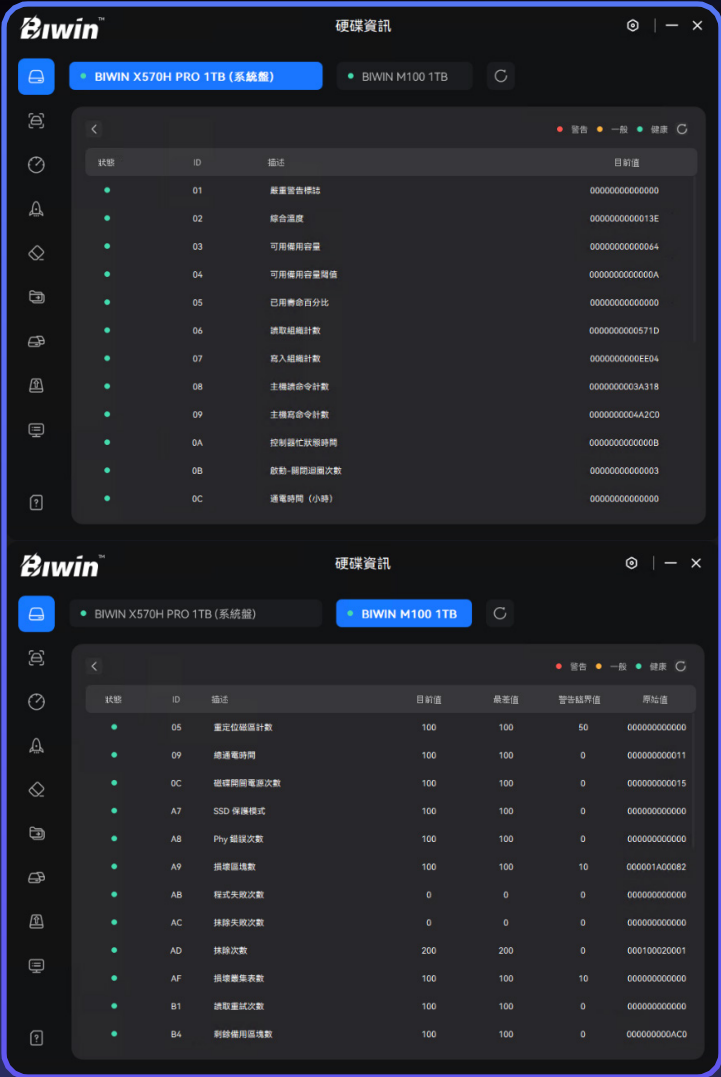 Biwin™
硬碟資訊
BIWIN X570H PRO 1TB (系統盤) BIWIN M100 1TB
警告 一般 健康
狀態 ID 描述 目前值
01 嚴重警告標誌 00000000000000
02 綜合溫度 0000000000013E
03 可用備用容量 00000000000064
04 可用備用容量閾值 0000000000000A
05 已用壽命百分比 00000000000000
06 讀取組織計數 0000000000571D
07 寫入組織計數 0000000000EE04
08 主機讀命令計數 0000000003A318
09 主機寫命令計數 0000000004A2C0
0A 控制器忙狀態時間 0000000000000B
0B 啟動-關閉迴圈次數 00000000000003
0C 通電時間（小時） 00000000000000
Biwin™
硬碟資訊
BIWIN X570H PRO 1TB (系統盤) BIWIN M100 1TB
警告 一般 健康
狀態 ID 描述 目前值 最差值 警告臨界值 原始值
05 重定位磁區計數 100 100 50 000000000000
09 總通電時間 100 100 0 000000000011
0C 磁碟開關電源次數 100 100 0 000000000015
A7 SSD 保護模式 100 100 0 000000000000
A8 Phy 錯誤次數 100 100 0 000000000000
A9 損壞區塊數 100 100 10 000001A00082
AB 程式失敗次數 0 0 0 000000000000
AC 抹除失敗次數 0 0 0 000000000000
AD 抹除次數 200 200 0 000100020001
AF 損壞叢集表數 100 100 10 000000000000
B1 讀取重試次數 100 100 0 000000000000
B4 剩餘備用區塊數 100 100 0 000000000AC0